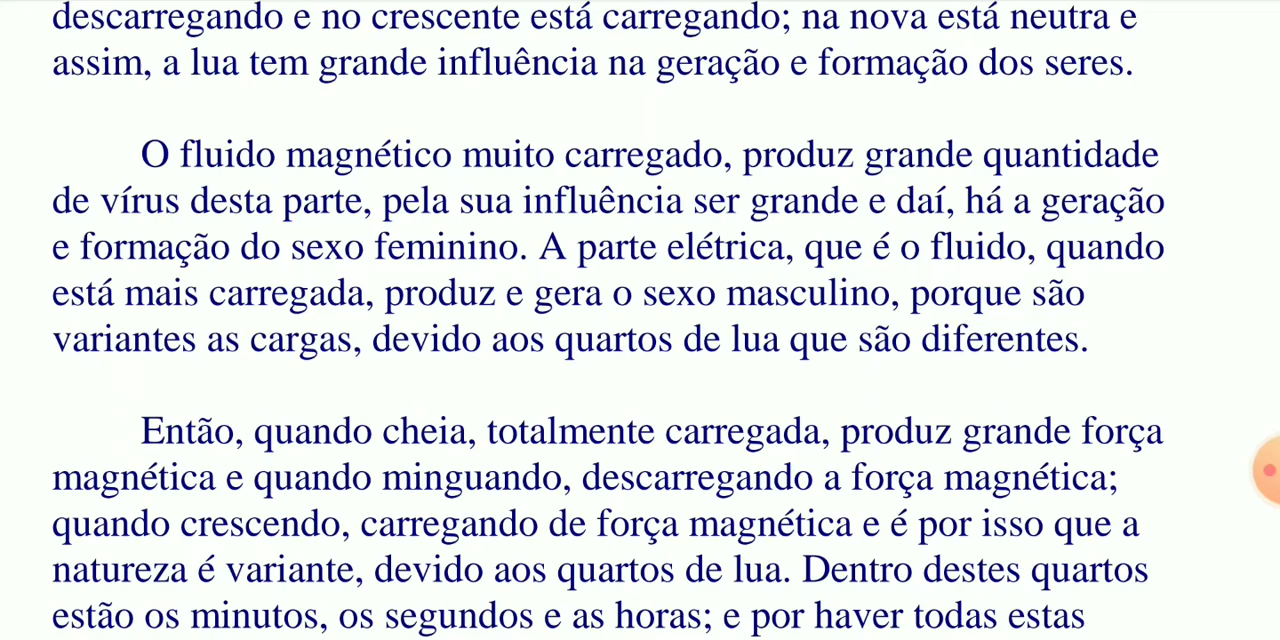 descarregando e no crescente está carregando; na nova está neutra e
assim, a lua tem grande influência na geração e formação dos seres.
O fluido magnético muito carregado, produz grande quantidade
de vírus desta parte, pela sua influência ser grande e daí, há a geração
e formação do sexo feminino. A parte elétrica, que é o fluido, quando
está mais carregada, produz e gera o sexo masculino, porque são
variantes as cargas, devido aos quartos de lua que são diferentes.
Então, quando cheia, totalmente carregada, produz grande força
magnética e quando minguando, descarregando a força magnética;
quando crescendo, carregando de força magnética e é por isso que a
natureza é variante, devido aos quartos de lua. Dentro destes quartos
estão os minutos, os segundos e as horas; e por haver todas estas